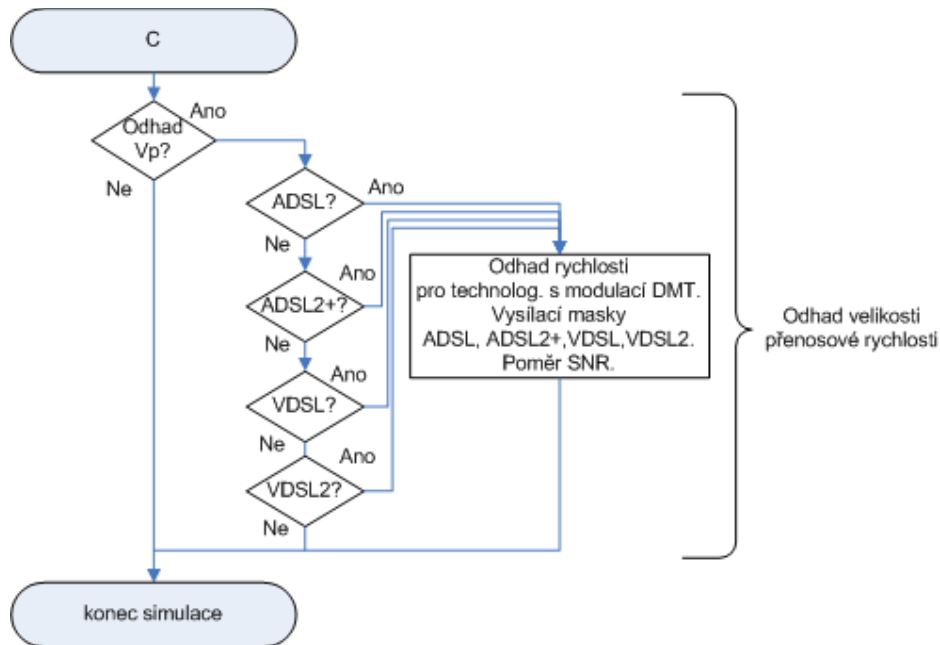 C
Ano
Odhad
Vp?
Ne
ADSL?
Ano
Ne
Ano
ADSL2+?
Ne
Odhad rychlosti
pro technolog. s modulací DMT.
Vysílací masky
ADSL, ADSL2+,VDSL,VDSL2.
Poměr SNR.
Odhad velikosti
přenosové rychlosti
Ano
VDSL?
Ne
Ano
VDSL2?
Ne
konec simulace